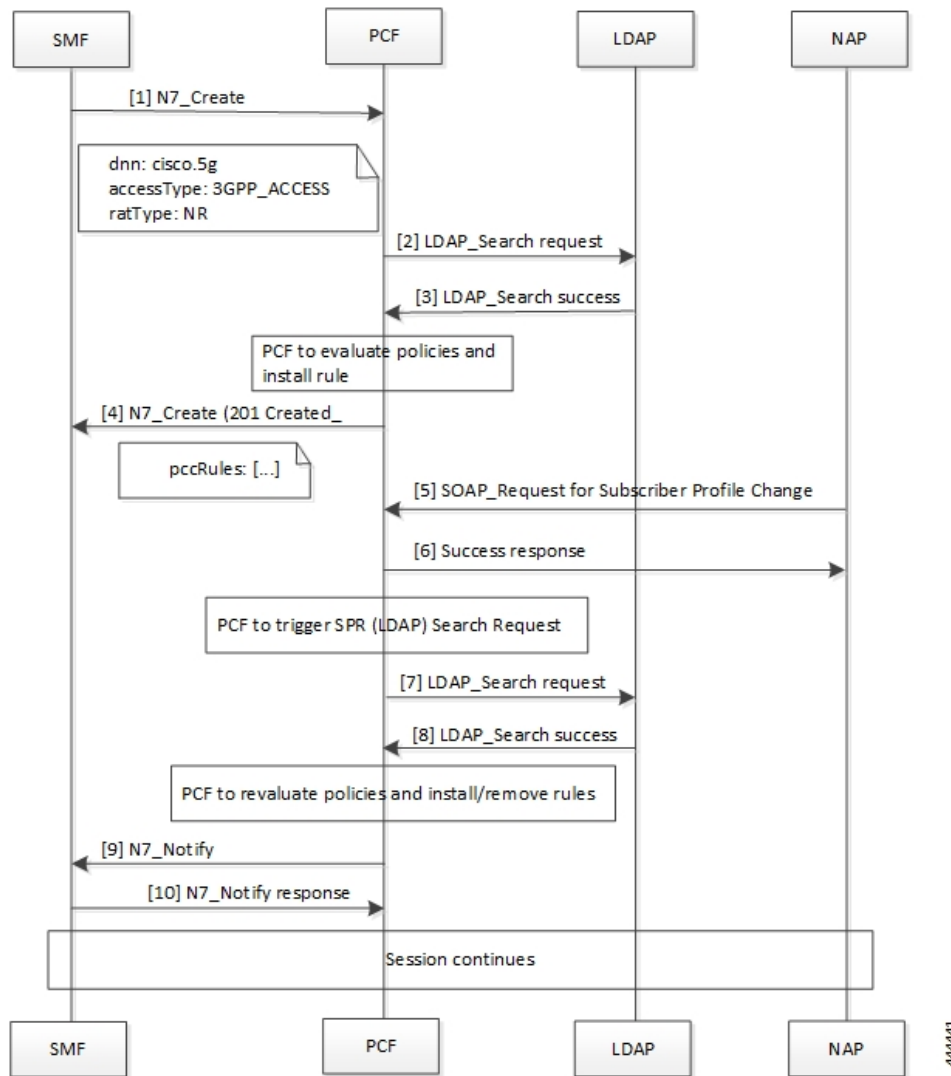 SMF
PCF
LDAP
NAP
[1] N7_Create
dnn: cisco.5g
accessType: 3GPP_ACCESS
ratType: NR
[2] LDAP_Search request
[3] LDAP_Search success
PCF to evaluate policies and
install rule
[4] N7_Create (201 Created_
pccRules: [...]
[5] SOAP_Request for Subscriber Profile Change
[6] Success response
PCF to trigger SPR (LDAP) Search Request
[7] LDAP_Search request
[8] LDAP_Search success
PCF to revaluate policies and install/remove rules
[9] N7_Notify
[10] N7_Notify response
Session continues
SMF
PCF
LDAP
NAP
444441